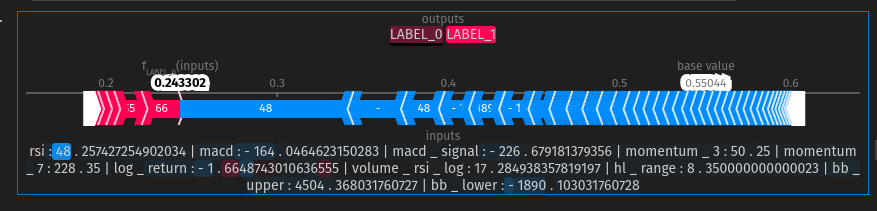 outputs
LABEL_0 LABEL_1
f LABEL_0 (inputs) base value
0.2 0.243302 0.3 0.4 0.5 0.55044 0.6
66 48 - 48 - - 1
inputs
rsi : 48 . 257427254902034 | macd : - 164 . 0464623150283 | macd _ signal : - 226 . 679181379356 | momentum _ 3 : 50 . 25 | momentum
_ 7 : 228 . 35 | log _ return : - 1 . 6648743010636555 | volume _ rsi _ log : 17 . 284938357819197 | hl _ range : 8 . 350000000000023 | bb _
upper : 4504 . 368031760727 | bb _ lower : - 1890 . 103031760728